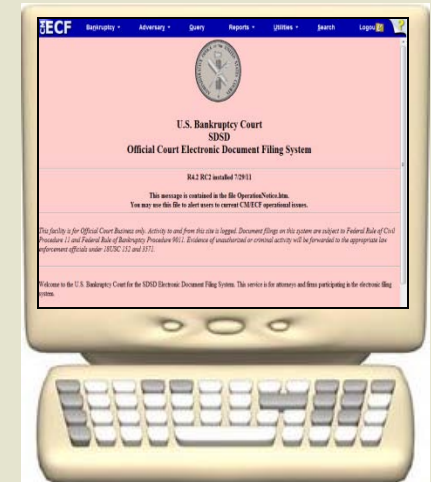 CM
ECF Bankruptcy Adversary Query Reports Utilities Search Logout ?
U.S. Bankruptcy Court
SDSD
Official Court Electronic Document Filing System
R4.2 RC2 installed 7/29/11
This message is contained in the file OperationNotice.htm.
You may use this file to alert users to current CM/ECF operational issues.
This facility is for Official Court Business only. Activity to and from this site is logged. Document filings on this system are subject to Federal Rule of Civil
Procedure 11 and Federal Rule of Bankruptcy Procedure 9011. Evidence of unauthorized or criminal activity will be forwarded to the appropriate law
enforcement officials under 18USC 152 and 3571.
Welcome to the U.S. Bankruptcy Court for the SDSD Electronic Document Filing System. This service is for attorneys and firms participating in the electronic filing
system.